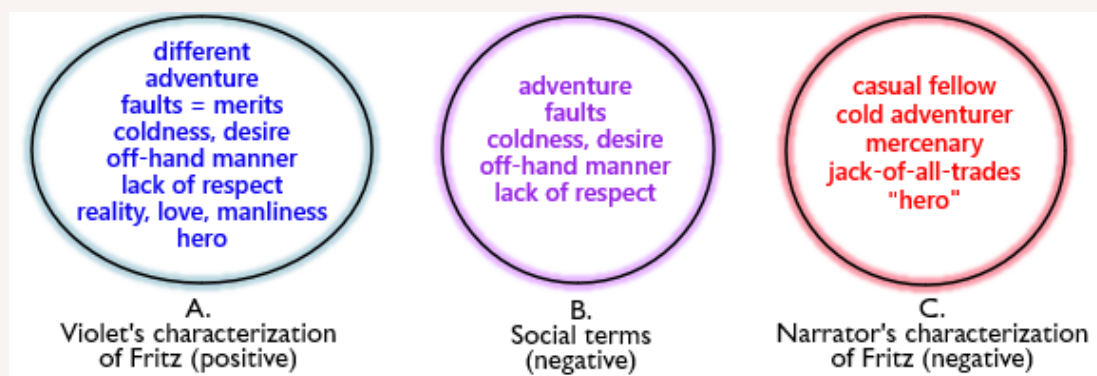 different
adventure
faults = merits
coldness, desire
off-hand manner
lack of respect
reality, love, manliness
hero
A.
Violet's characterization
of Fritz (positive)
adventure
faults
coldness, desire
off-hand manner
lack of respect
B.
Social terms
(negative)
casual fellow
cold adventurer
mercenary
jack-of-all-trades
"hero"
C.
Narrator's characterization
of Fritz (negative)